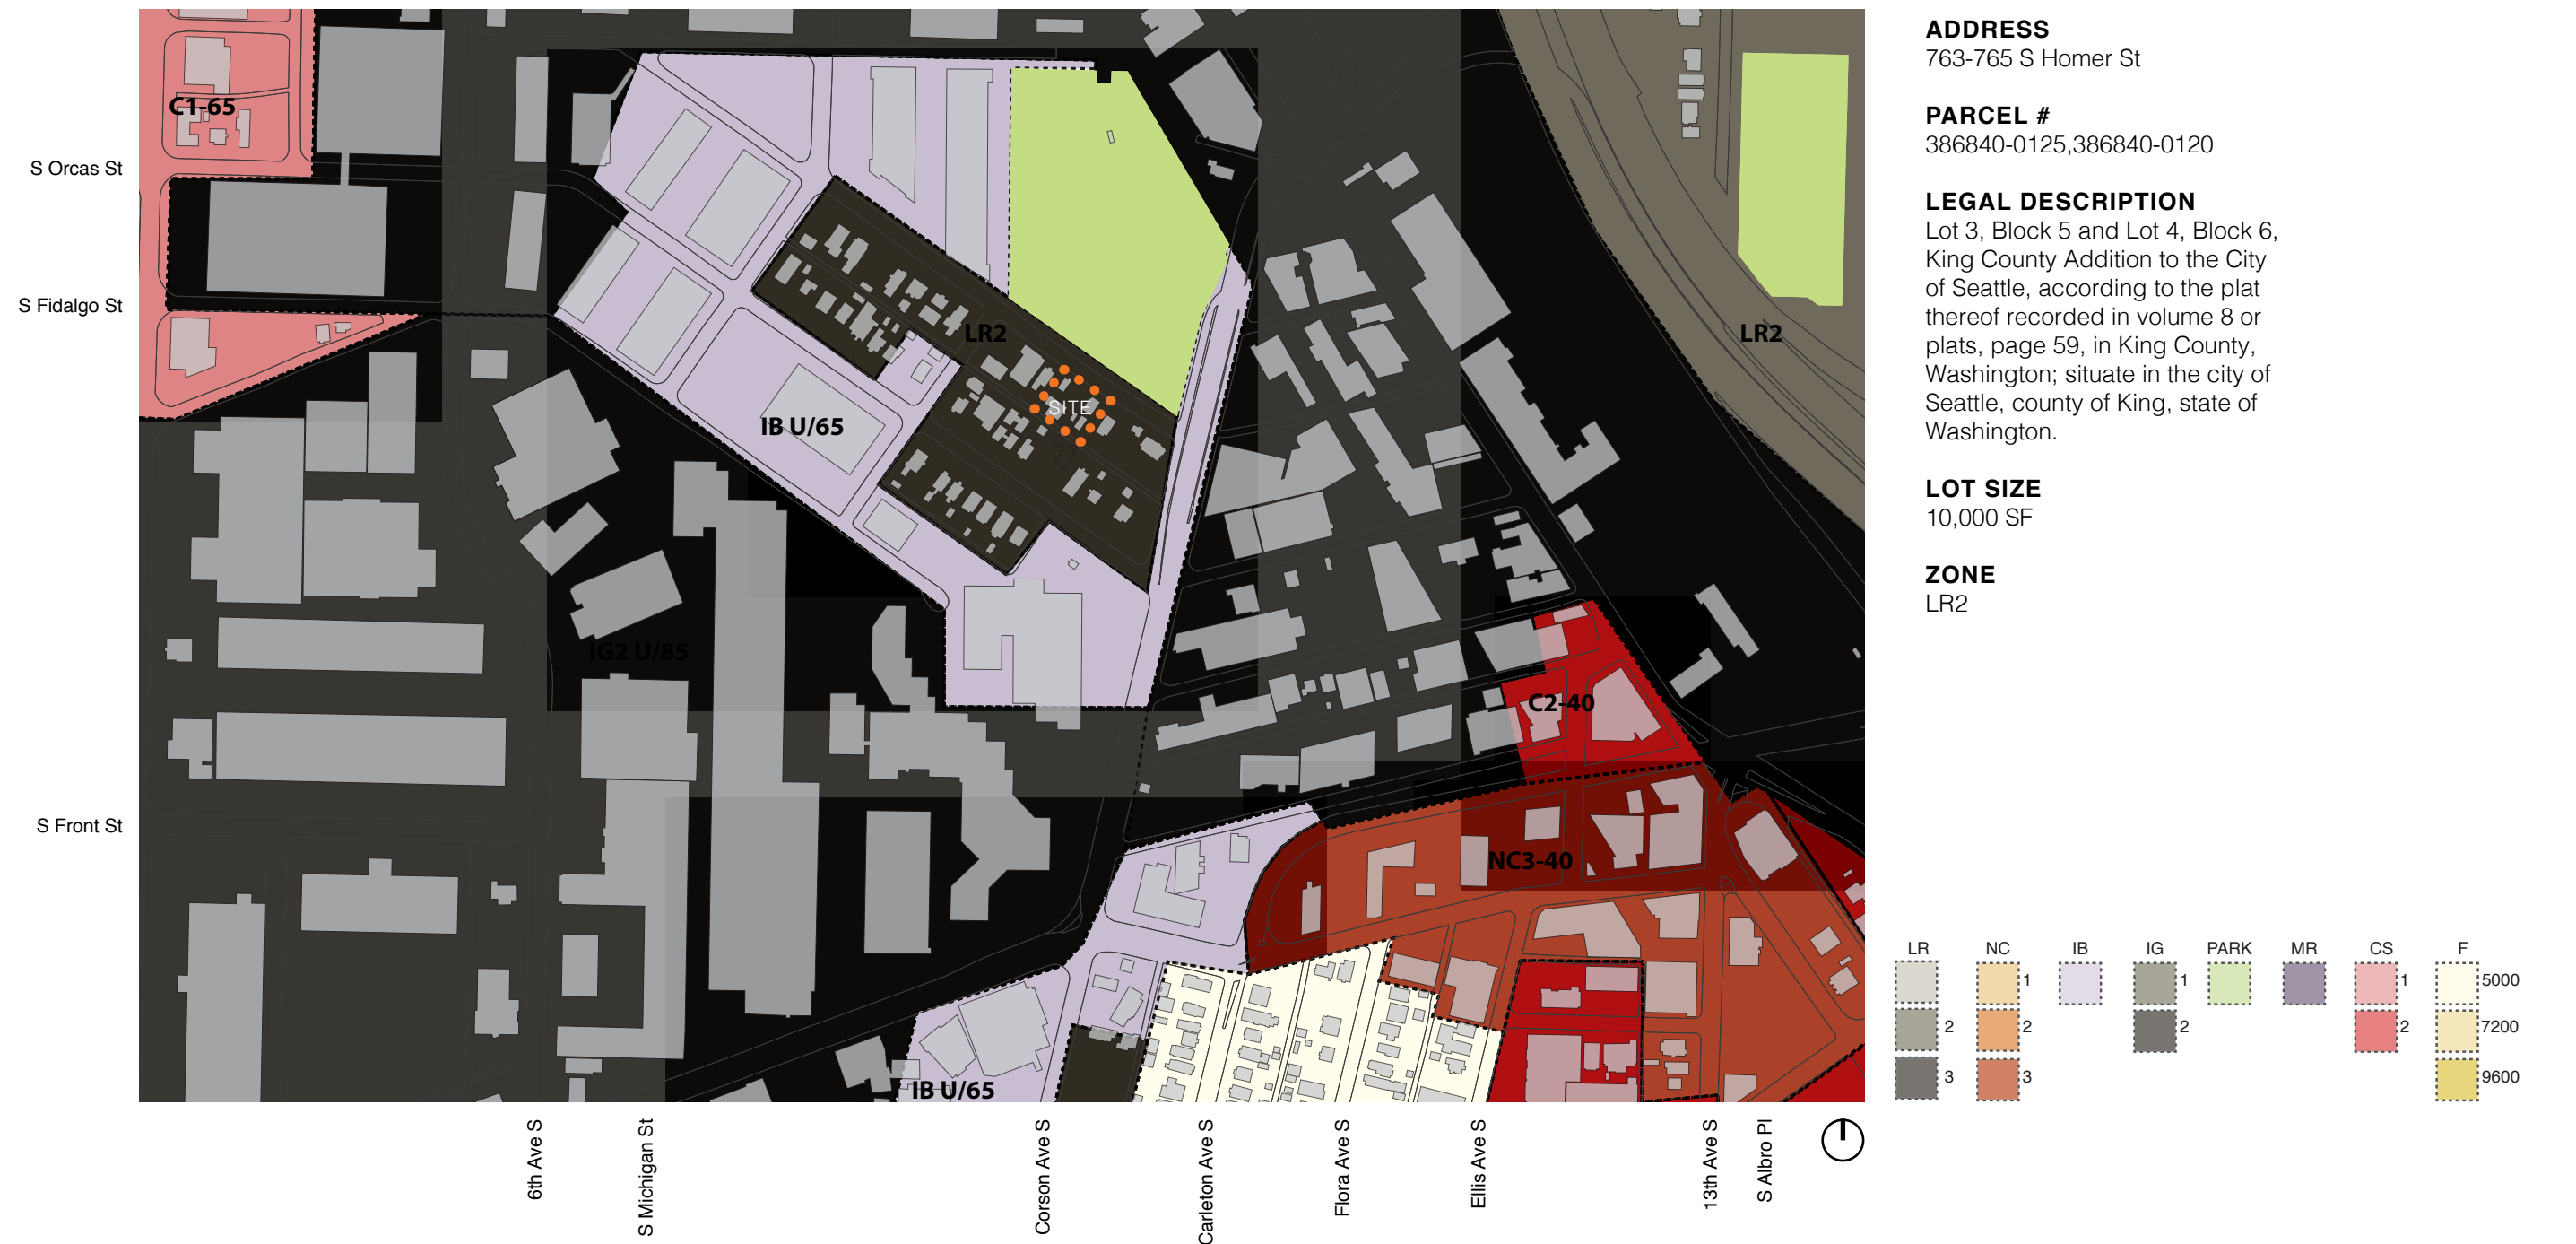 C1-65
S Orcas St
S Fidalgo St
LR2
LR2
SITE
IB U/65
IG2 U/85
C2-40
S Front St
NC3-40
IB U/65
6th Ave S
S Michigan St
Corson Ave S
Carleton Ave S
Flora Ave S
Ellis Ave S
13th Ave S
S Albro Pl
ADDRESS
763-765 S Homer St
PARCEL #
386840-0125,386840-0120
LEGAL DESCRIPTION
Lot 3, Block 5 and Lot 4, Block 6,
King County Addition to the City
of Seattle, according to the plat
thereof recorded in volume 8 or
plats, page 59, in King County,
Washington; situate in the city of
Seattle, county of King, state of
Washington.
LOT SIZE
10,000 SF
ZONE
LR2
LR NC IB IG PARK MR CS F
1 1 1 5000
2 2 2 2 7200
3 3 9600